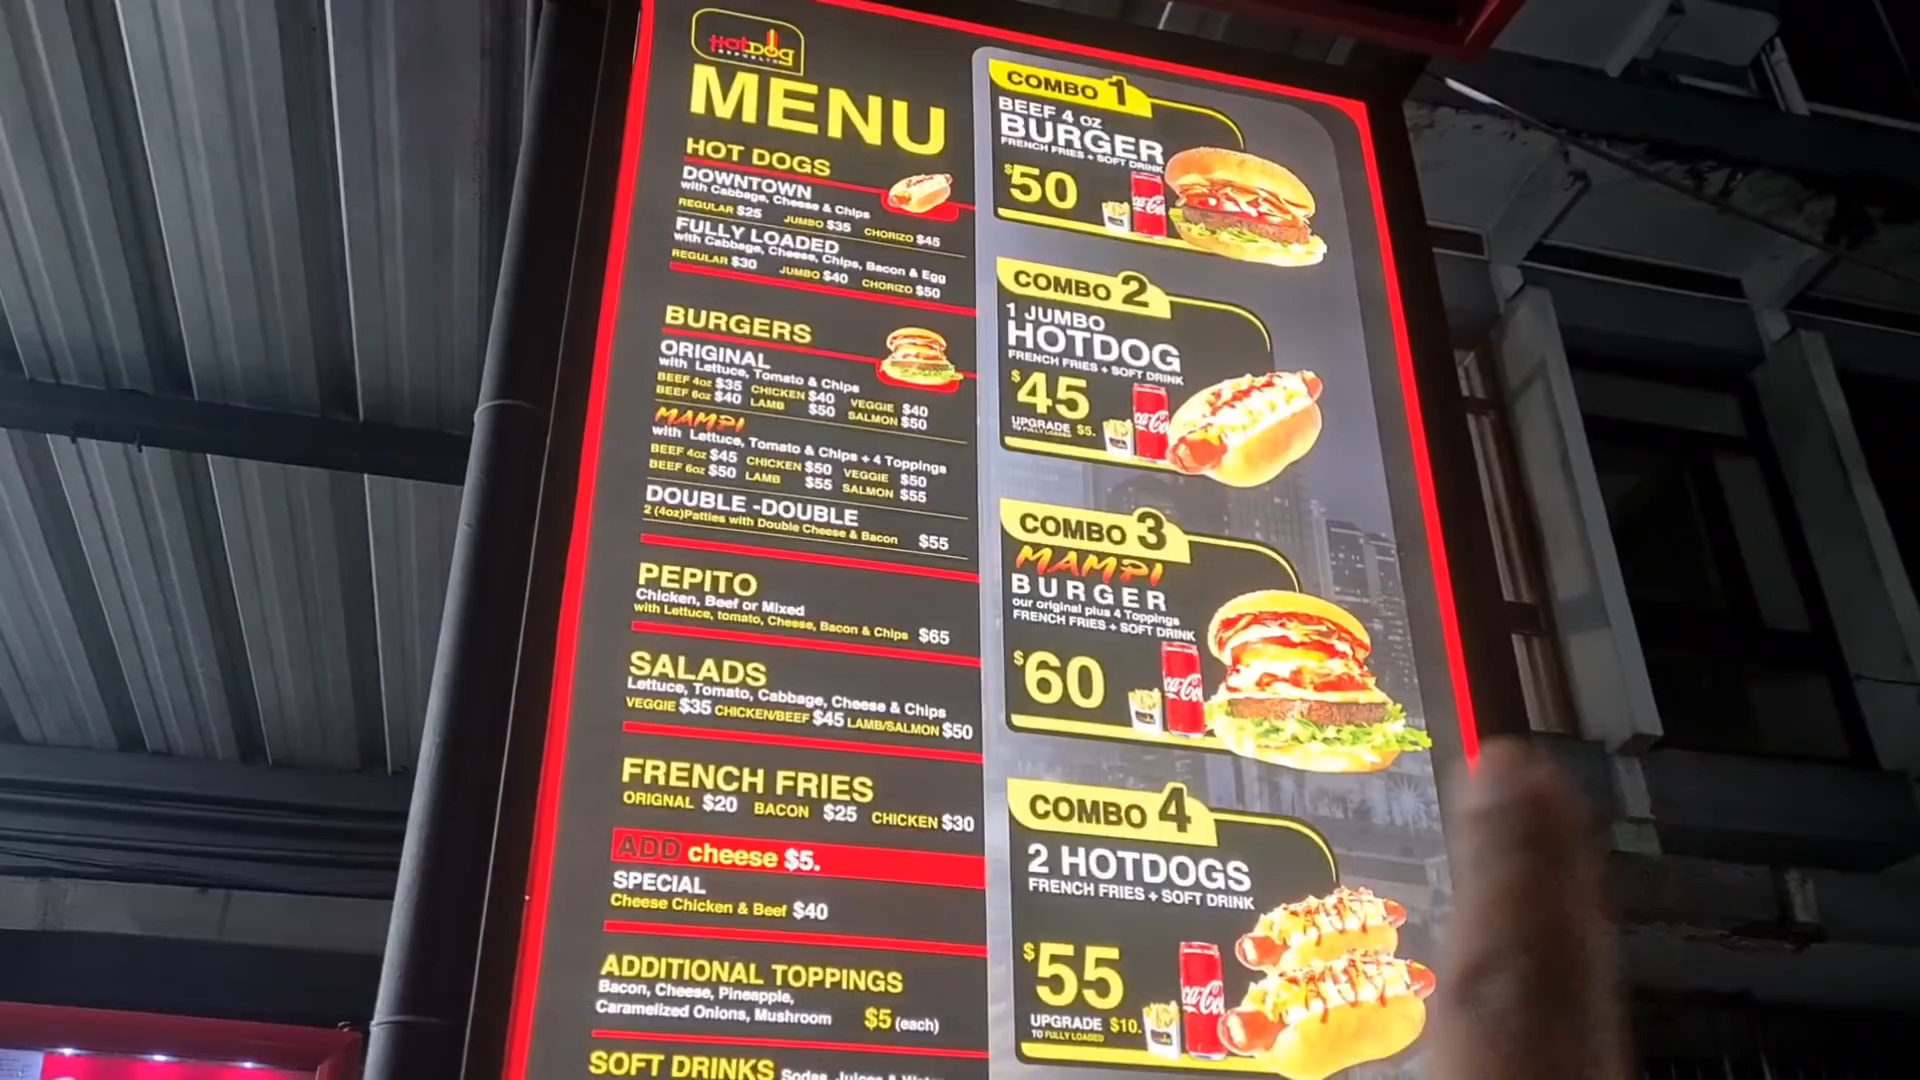 HotDog
REPUBLIC
MENU
HOT DOGS
DOWNTOWN
with Cabbage, Cheese & Chips
REGULAR $25 JUMBO $35 CHORIZO $45
FULLY LOADED
with Cabbage, Cheese, Chips, Bacon & Egg
REGULAR $30 JUMBO $40 CHORIZO $50
BURGERS
ORIGINAL
with Lettuce, Tomato & Chips
BEEF 4oz $35 CHICKEN $40 VEGGIE $40
BEEF 6oz $40 LAMB $50 SALMON $50
MAMPI
with Lettuce, Tomato & Chips + 4 Toppings
BEEF 4oz $45 CHICKEN $50 VEGGIE $50
BEEF 6oz $50 LAMB $55 SALMON $55
DOUBLE -DOUBLE
2 (4oz)Patties with Double Cheese & Bacon $55
PEPITO
Chicken, Beef or Mixed
with Lettuce, tomato, Cheese, Bacon & Chips $65
SALADS
Lettuce, Tomato, Cabbage, Cheese & Chips
VEGGIE $35 CHICKEN/BEEF $45 LAMB/SALMON $50
FRENCH FRIES
ORIGNAL $20 BACON $25 CHICKEN $30
ADD cheese $5.
SPECIAL
Cheese Chicken & Beef $40
ADDITIONAL TOPPINGS
Bacon, Cheese, Pineapple,
Caramelized Onions, Mushroom $5 (each)
SOFT DRINKS Sodas, Juices &
COMBO 1
BEEF 4 OZ
BURGER
FRENCH FRIES + SOFT DRINK
$50
COMBO 2
1 JUMBO
HOTDOG
FRENCH FRIES + SOFT DRINK
$45
UPGRADE $5.
TO FULLY LOADED
COMBO 3
MAMPI
BURGER
our original plus 4 Toppings
FRENCH FRIES + SOFT DRINK
$60
COMBO 4
2 HOTDOGS
FRENCH FRIES + SOFT DRINK
$55
UPGRADE $10.
TO FULLY LOADED